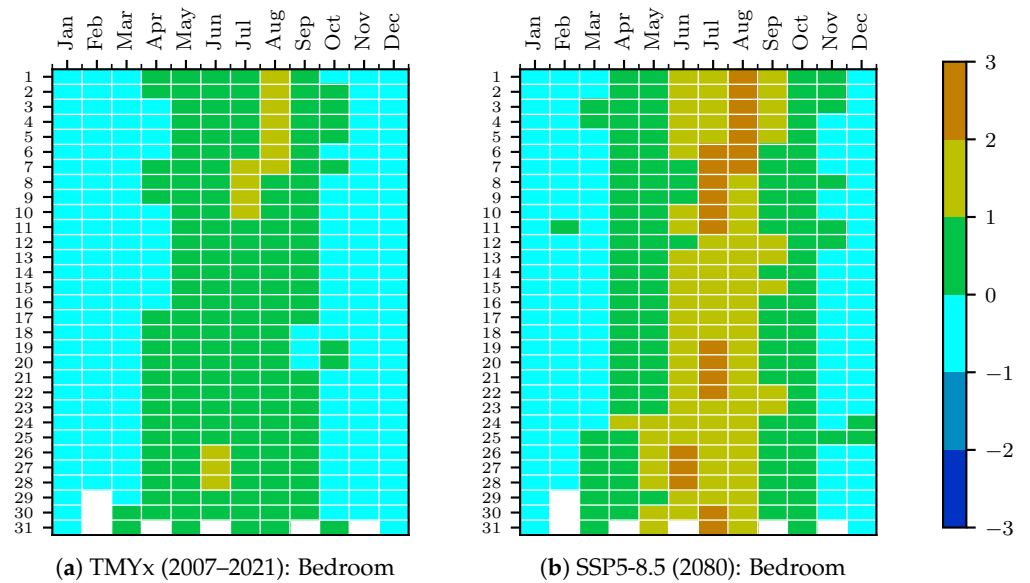 Jan Feb Mar Apr May Jun Jul Aug Sep Oct Nov Dec
Jan Feb Mar Apr May Jun Jul Aug Sep Oct Nov Dec
1 1 3
2 2
3 3
4 4
5 5 2
6 6
7 7
8 8
9 9
10 10 1
11 11
12 12
13 13
14 14
15 15 0
16 16
17 17
18 18
19 19
20 20 −1
21 21
22 22
23 23
24 24
25 25 −2
26 26
27 27
28 28
29 29
30 30
31 31 −3
(a) TMYx (2007–2021): Bedroom (b) SSP5-8.5 (2080): Bedroom